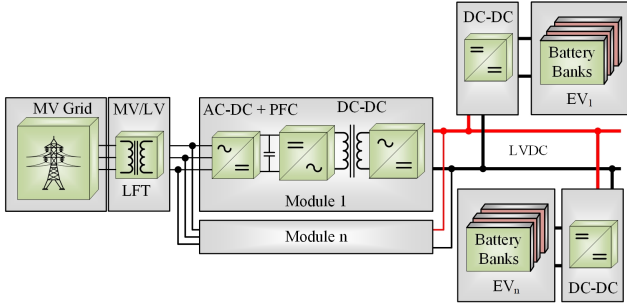 MV Grid
MV/LV
LFT
AC-DC + PFC
DC-DC
Module 1
Module n
DC-DC
Battery
Banks
EV1
LVDC
Battery
Banks
EVn
DC-DC